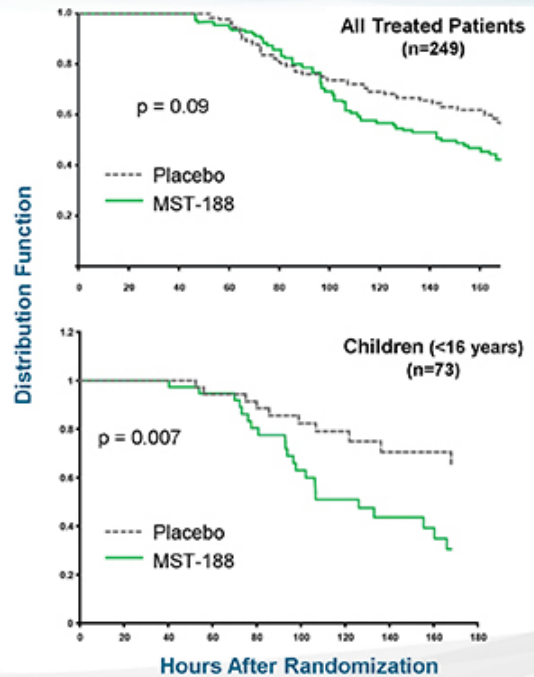 Distribution Function
All Treated Patients
(n=249)
1.0
0.8
0.6
0.4
0.2
p = 0.09
Placebo
MST-188
0 20 40 60 80 100 120 140 160
Children (<16 years)
(n=73)
1.2
1
0.8
0.6
0.4
0.2
0
p = 0.007
Placebo
MST-188
0 20 40 60 80 100 120 140 160 180
Hours After Randomization